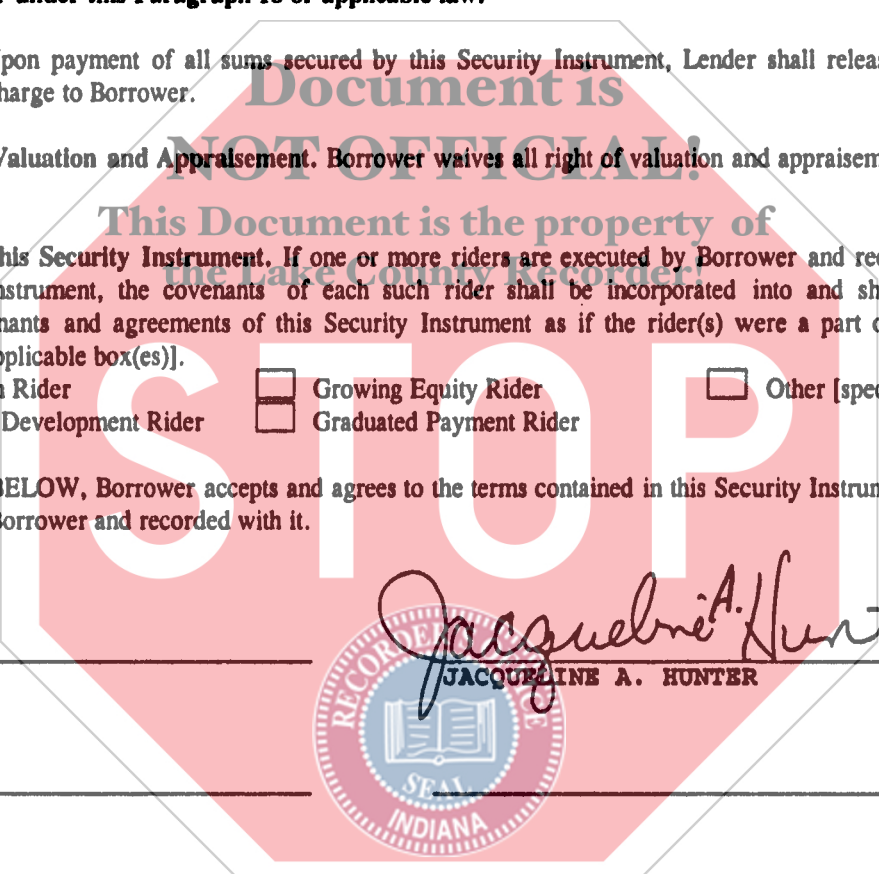 under this Paragraph 18 or applicable law.
pon payment of all sums secured by this Security Instrument, Lender shall releas
harge to Borrower.
Document is
NOT OFFICIAL!
Valuation and Appraisement. Borrower waives all right of valuation and appraisem
This Document is the property of
the Lake County Recorder!
his Security Instrument. If one or more riders are executed by Borrower and rec
nstrument, the covenants of each such rider shall be incorporated into and sh
nants and agreements of this Security Instrument as if the rider(s) were a part o
pplicable box(es)].
n Rider Growing Equity Rider Other [spec
Development Rider Graduated Payment Rider
STOP
BELOW, Borrower accepts and agrees to the terms contained in this Security Instrum
Borrower and recorded with it.
Jacqueline A. Hunt
JACQUELINE A. HUNTER
RECORDER'S OFFICE
SEAL
INDIANA